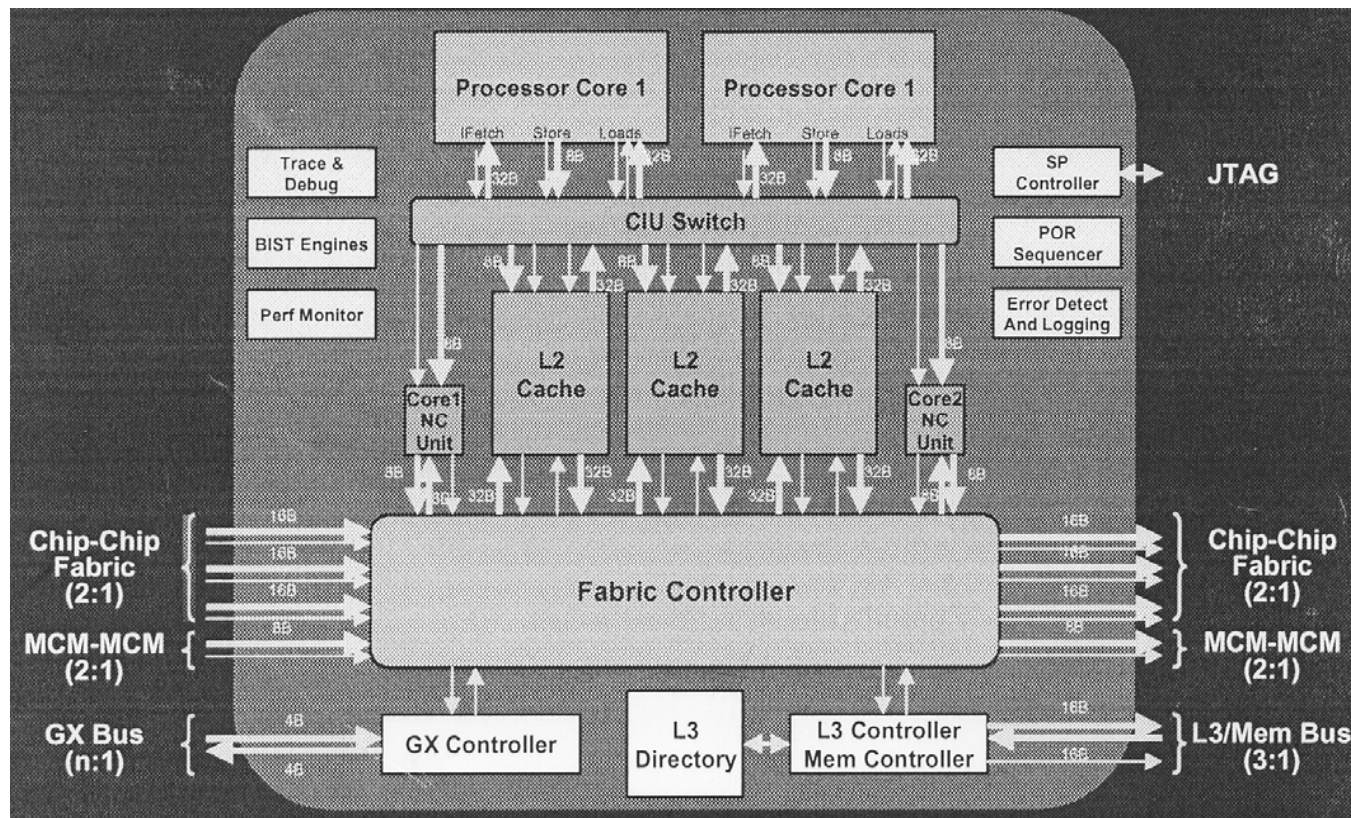 Processor Core 1
Processor Core 1
IFetch Store Loads
IFetch Store Loads
32B 8B 32B
32B 8B 32B
Trace &
Debug
BIST Engines
Perf Monitor
SP
Controller
JTAG
POR
Sequencer
Error Detect
And Logging
CIU Switch
8B 32B 8B 32B 8B 32B
8B
8B
L2
Cache
L2
Cache
L2
Cache
Core1
NC
Unit
Core2
NC
Unit
8B 8B 32B 32B 32B 32B 32B 32B 8B 8B
Chip-Chip
Fabric
(2:1)
16B
16B
16B
MCM-MCM
(2:1)
8B
Fabric Controller
16B
16B
16B
Chip-Chip
Fabric
(2:1)
8B
MCM-MCM
(2:1)
GX Bus
(n:1)
4B
4B
GX Controller
L3
Directory
L3 Controller
Mem Controller
16B
16B
L3/Mem Bus
(3:1)